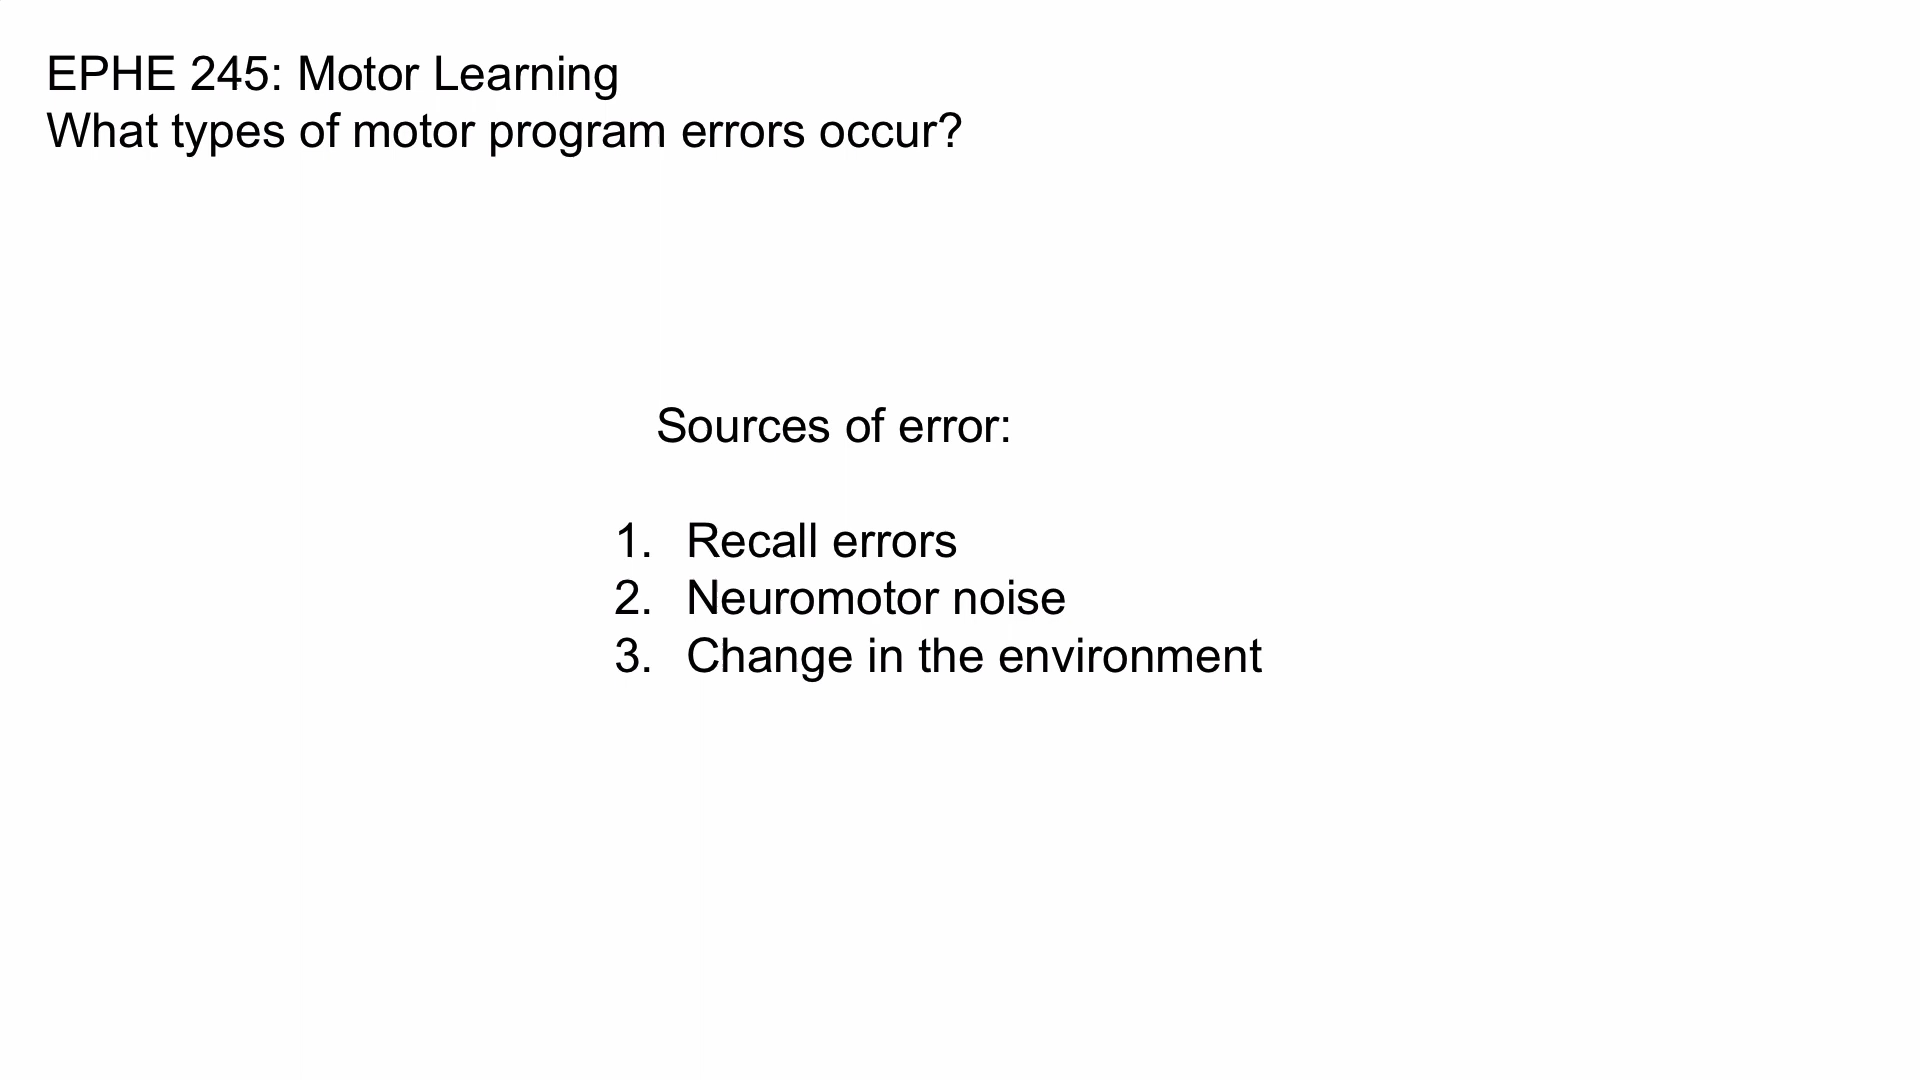 EPHE 245: Motor Learning
What types of motor program errors occur?
Sources of error:
1. Recall errors
2. Neuromotor noise
3. Change in the environment